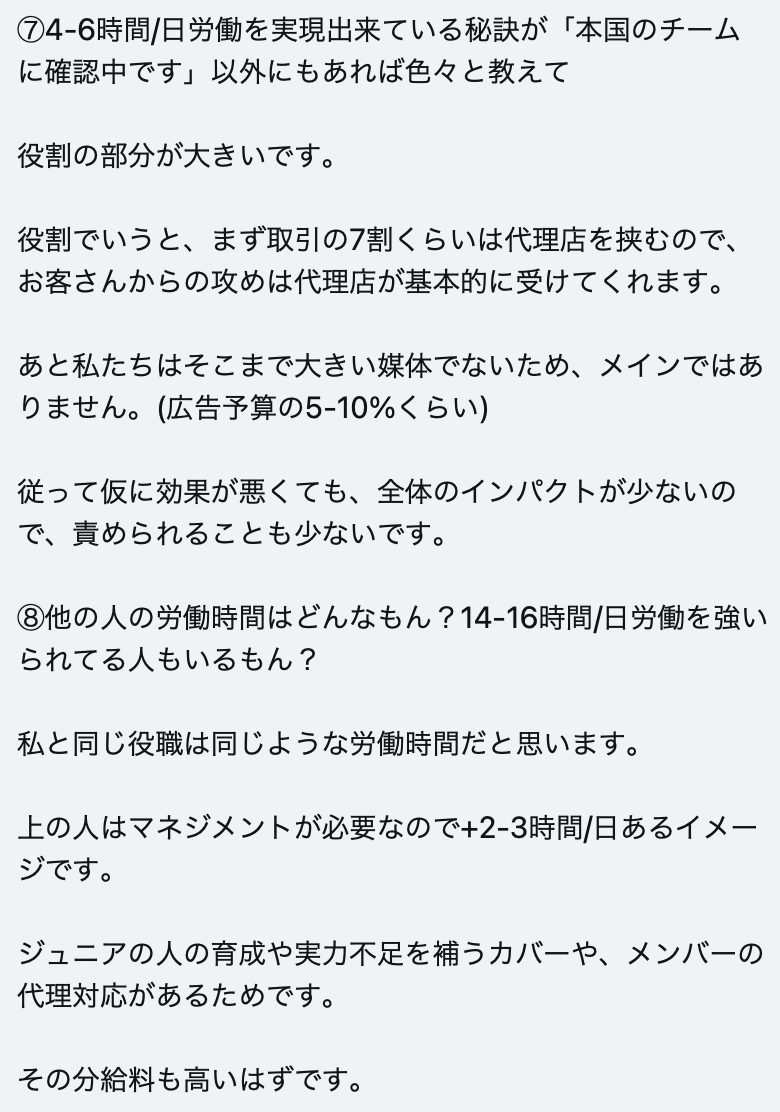 ⑦4-6時間/日労働を実現出来ている秘訣が「本国のチーム
に確認中です」以外にもあれば色々と教えて
役割の部分が大きいです。
役割でいうと、まず取引の7割くらいは代理店を挟むので、
お客さんからの攻めは代理店が基本的に受けてくれます。
あと私たちはそこまで大きい媒体でないため、メインではあ
りません。(広告予算の5-10%くらい)
従って仮に効果が悪くても、全体のインパクトが少ないの
で、責められることも少ないです。
⑧他の人の労働時間はどんなもん？14-16時間/日労働を強い
られてる人もいるもん？
私と同じ役職は同じような労働時間だと思います。
上の人はマネジメントが必要なので+2-3時間/日あるイメー
ジです。
ジュニアの人の育成や実力不足を補うカバーや、メンバーの
代理対応があるためです。
その分給料も高いはずです。